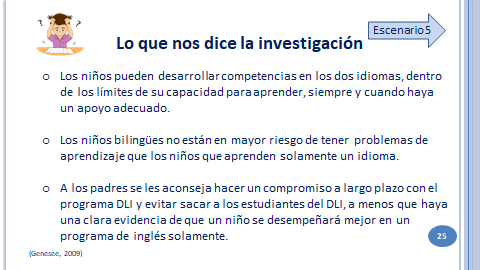 Escenario 5
Lo que nos dice la investigación
o Los niños pueden desarrollar competencias en los dos idiomas, dentro
de los límites de su capacidad para aprender, siempre y cuando haya
un apoyo adecuado.
o Los niños bilingües no están en mayor riesgo de tener problemas de
aprendizaje que los niños que aprenden solamente un idioma.
o A los padres se les aconseja hacer un compromiso a largo plazo con el
programa DLI y evitar sacar a los estudiantes del DLI, a menos que haya
una clara evidencia de que un niño se desempeñará mejor en un
programa de inglés solamente.
25
(Genesee, 2009)